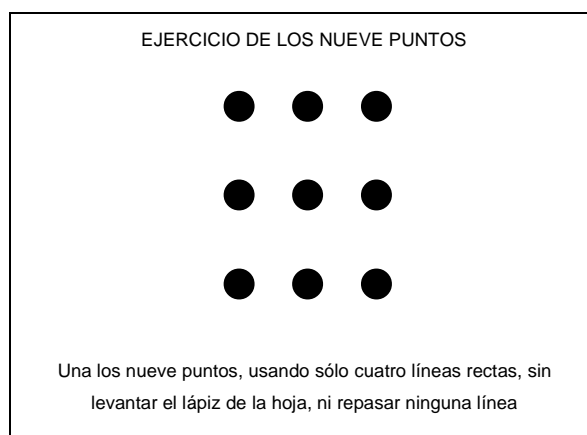 EJERCICIO DE LOS NUEVE PUNTOS
Una los nueve puntos, usando sólo cuatro líneas rectas, sin
levantar el lápiz de la hoja, ni repasar ninguna línea